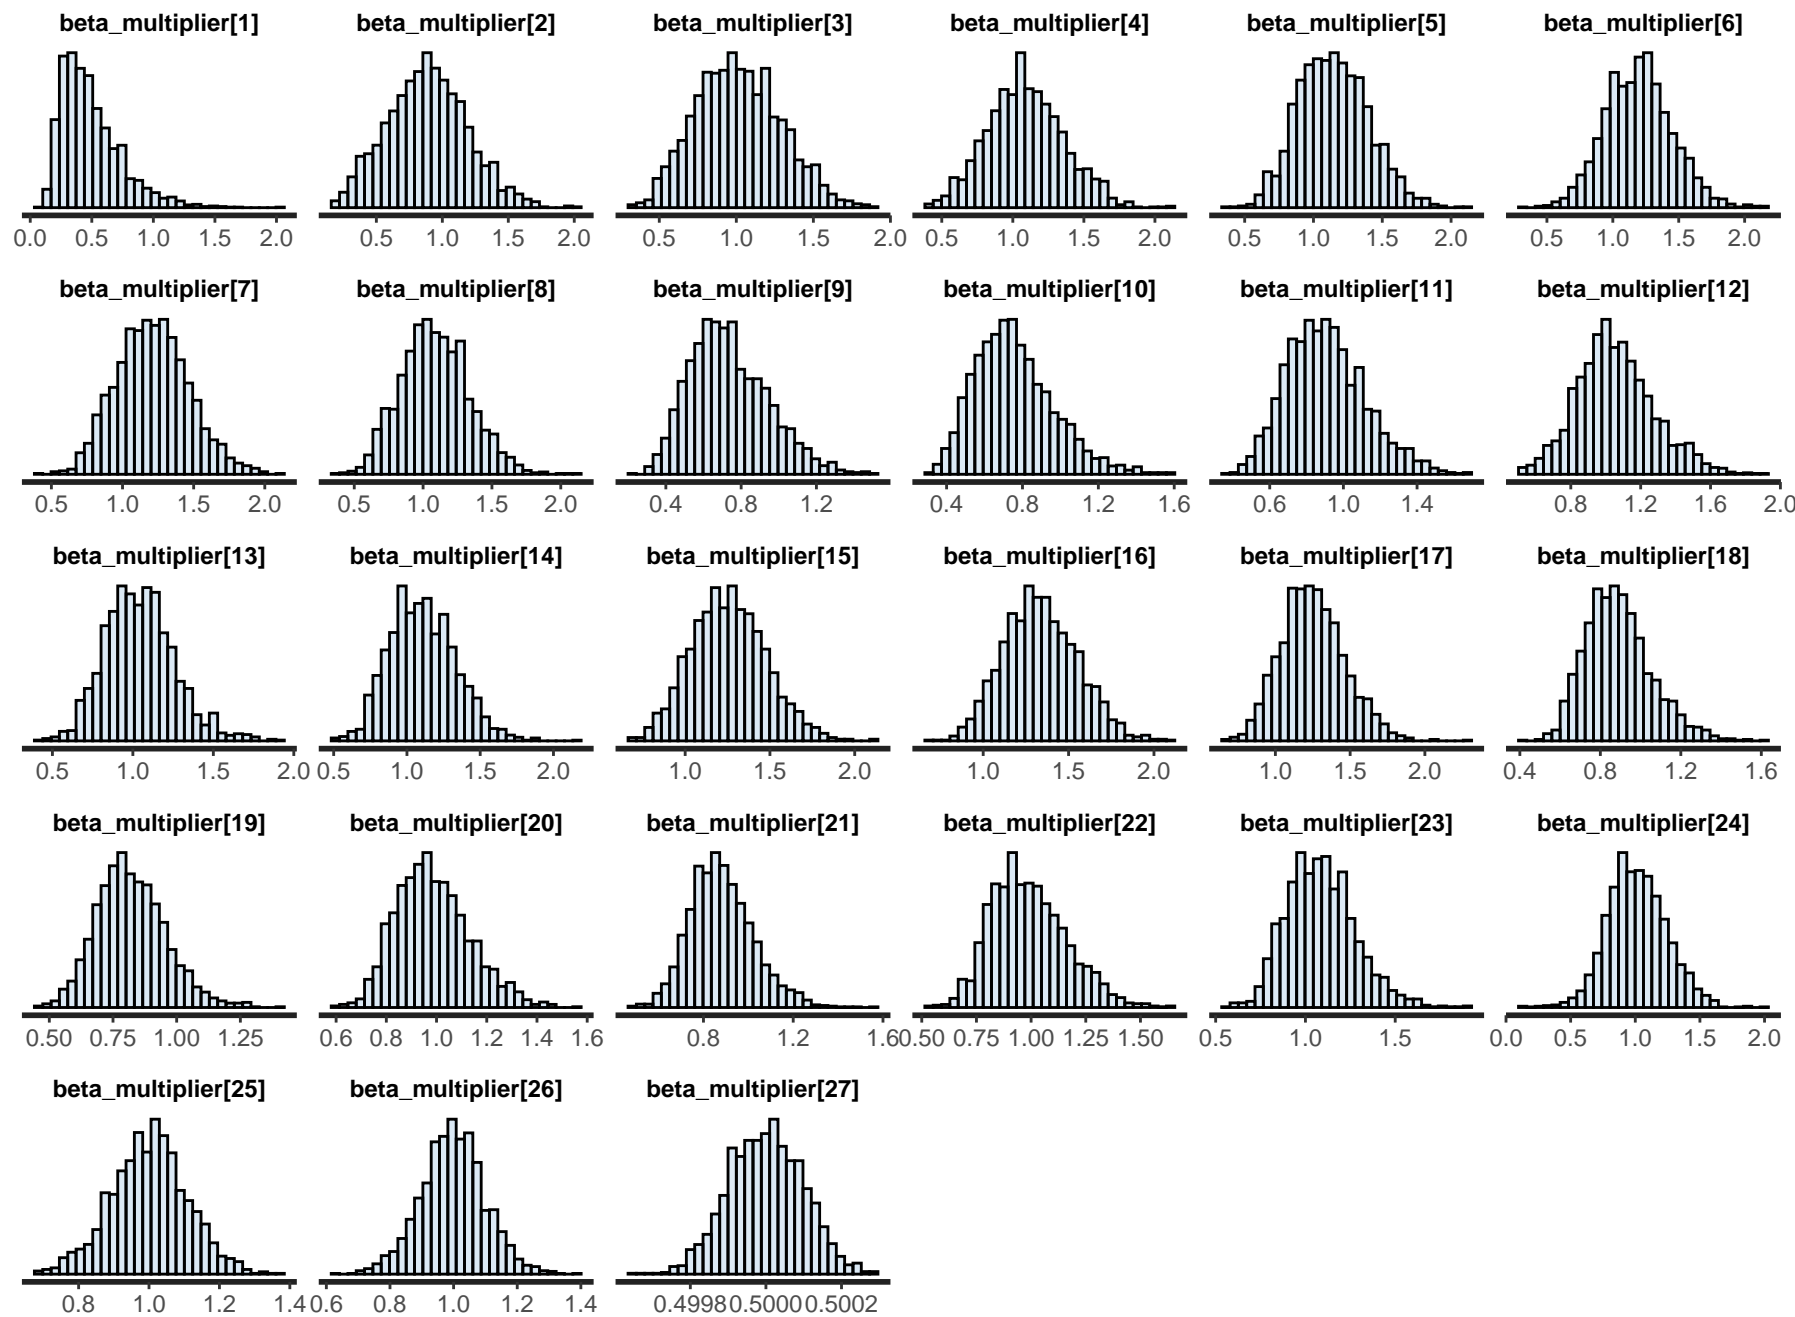 beta_multiplier[1] beta_multiplier[2] beta_multiplier[3] beta_multiplier[4] beta_multiplier[5] beta_multiplier[6]
0.0 0.5 1.0 1.5 2.0 0.5 1.0 1.5 2.0 0.5 1.0 1.5 2.0 0.5 1.0 1.5 2.0 0.5 1.0 1.5 2.0 0.5 1.0 1.5 2.0
beta_multiplier[7] beta_multiplier[8] beta_multiplier[9] beta_multiplier[10] beta_multiplier[11] beta_multiplier[12]
0.5 1.0 1.5 2.0 0.5 1.0 1.5 2.0 0.4 0.8 1.2 0.4 0.8 1.2 1.6 0.6 1.0 1.4 0.8 1.2 1.6 2.0
beta_multiplier[13] beta_multiplier[14] beta_multiplier[15] beta_multiplier[16] beta_multiplier[17] beta_multiplier[18]
0.5 1.0 1.5 2.0 0.5 1.0 1.5 2.0 1.0 1.5 2.0 1.0 1.5 2.0 1.0 1.5 2.0 0.4 0.8 1.2 1.6
beta_multiplier[19] beta_multiplier[20] beta_multiplier[21] beta_multiplier[22] beta_multiplier[23] beta_multiplier[24]
0.50 0.75 1.00 1.25 0.6 0.8 1.0 1.2 1.4 1.6 0.8 1.2 1.6 0.50 0.75 1.00 1.25 1.50 0.5 1.0 1.5 0.0 0.5 1.0 1.5 2.0
beta_multiplier[25] beta_multiplier[26] beta_multiplier[27]
0.8 1.0 1.2 1.4 0.6 0.8 1.0 1.2 1.4 0.4998 0.5000 0.5002